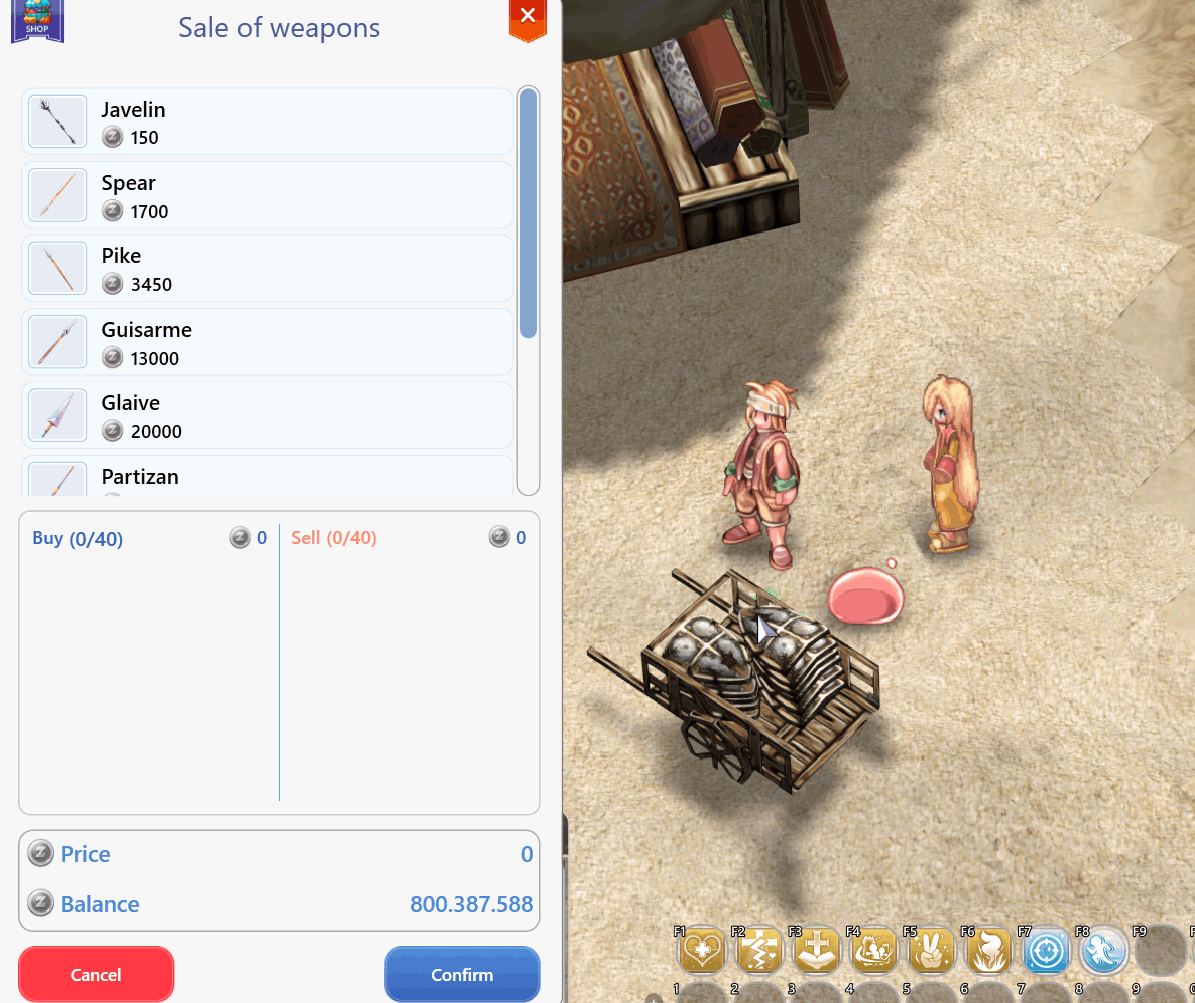 SHOP
Sale of weapons
Javelin
150
Spear
1700
Pike
3450
Guisarme
13000
Glaive
20000
Partizan
Buy (0/40) 0
Sell (0/40) 0
Price 0
Balance 800.387.588
Cancel Confirm
F1 F2 F3 F4 F5 F6 F7 F8 F9 F
1 2 3 4 5 6 7 8 9 0